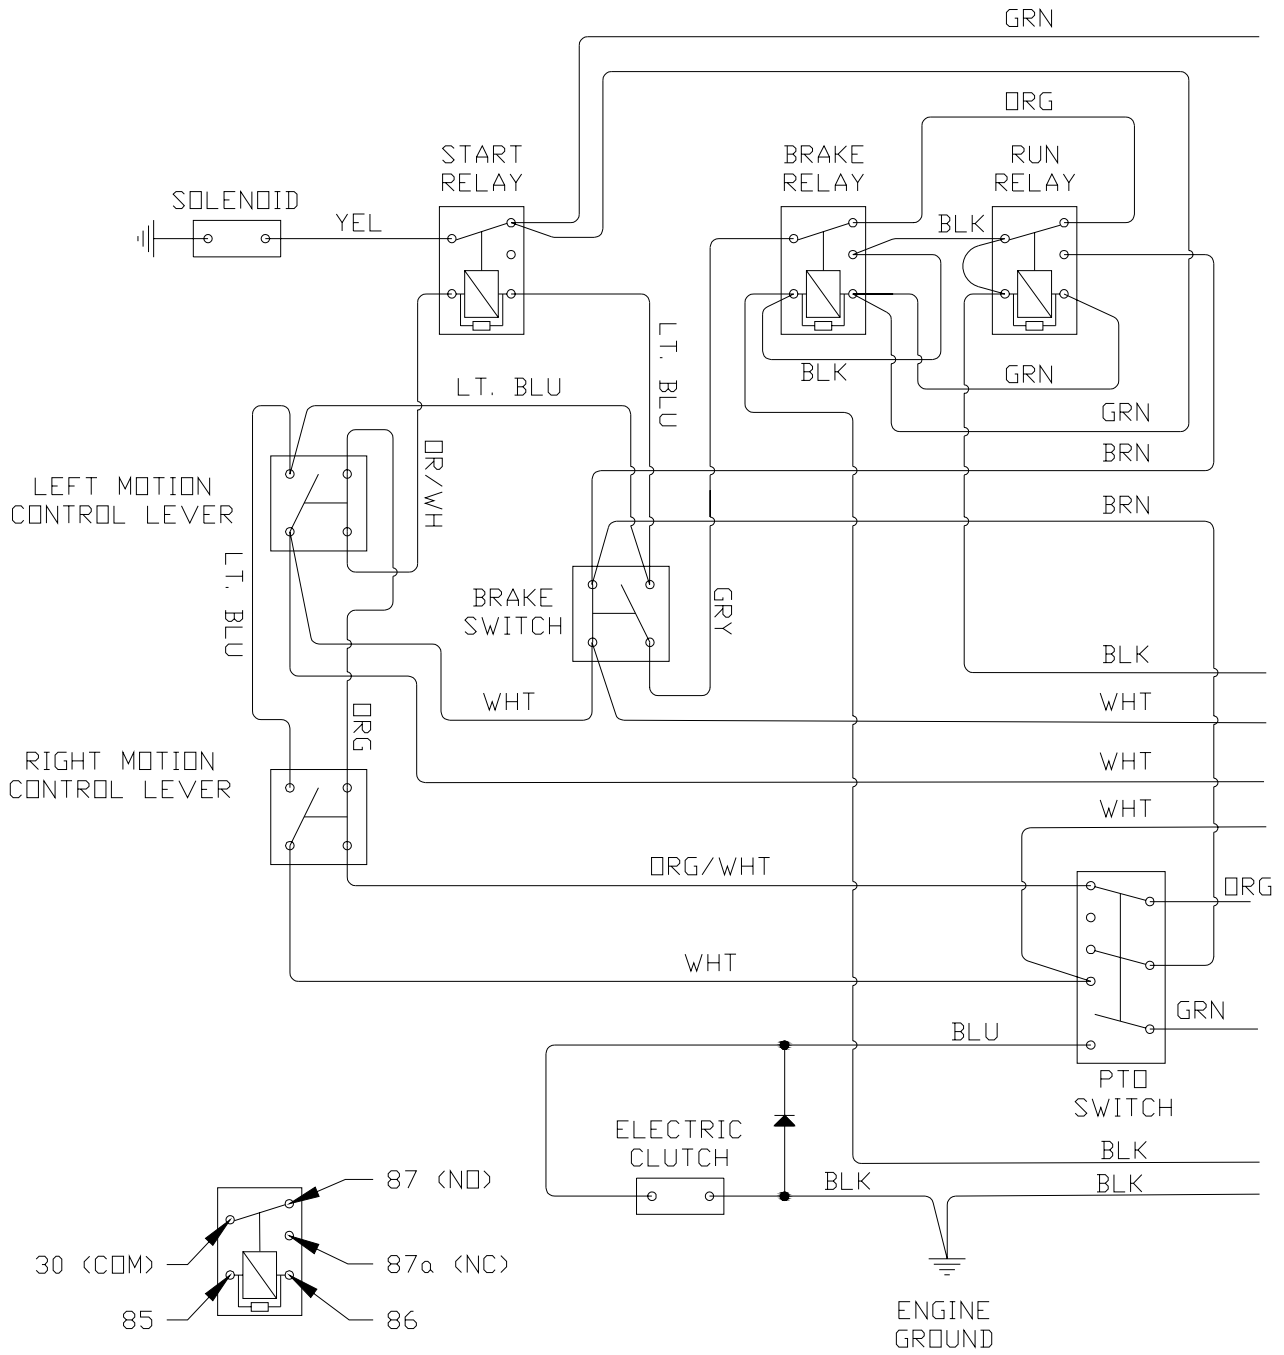 GRN
ORG
START
RELAY
BRAKE
RELAY
RUN
RELAY
SOLENOID
YEL
BLK
LT. BLU
BLK
GRN
LT. BLU
GRN
OR/WH
BRN
LEFT MOTION
CONTROL LEVER
BRN
LT. BLU
BRAKE
SWITCH
GRY
BLK
WHT
WHT
ORG
RIGHT MOTION
CONTROL LEVER
WHT
WHT
ORG/WHT
ORG
WHT
GRN
BLU
PTO
SWITCH
ELECTRIC
CLUTCH
BLK
BLK
BLK
87 (NO)
30 (COM)
87a (NC)
85
86
ENGINE
GROUND